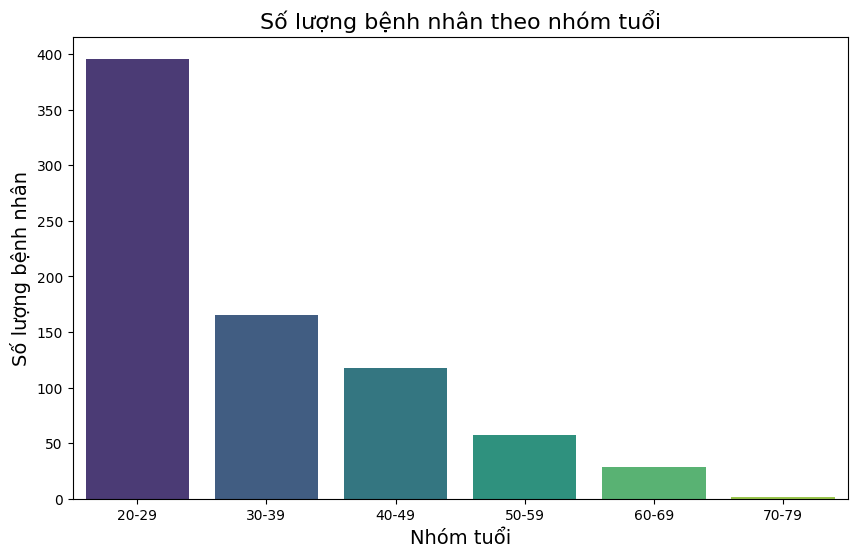 Số lượng bệnh nhân theo nhóm tuổi
Số lượng bệnh nhân
400
350
300
250
200
150
100
50
0
20-29 30-39 40-49 50-59 60-69 70-79
Nhóm tuổi